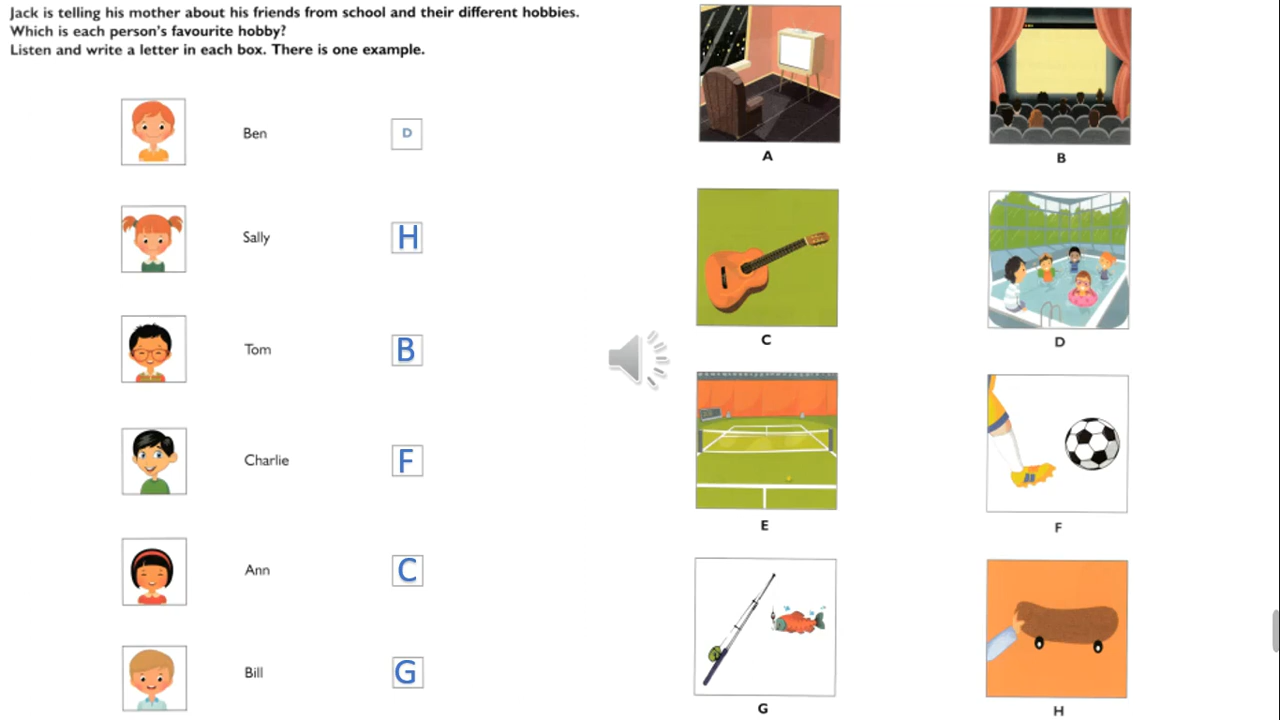 Jack is telling his mother about his friends from school and their different hobbies.
Which is each person's favourite hobby?
Listen and write a letter in each box. There is one example.
Ben D
Sally H
Tom B
Charlie F
Ann C
Bill G
A
B
C
D
E
F
G
H